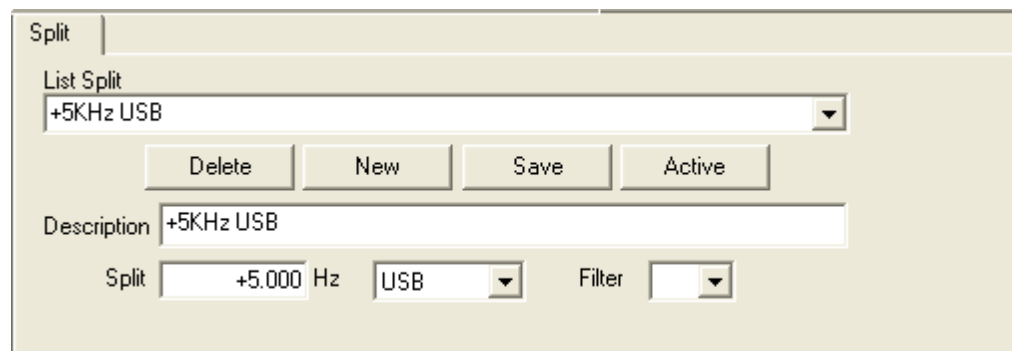 Split
List Split
+5KHz USB
Delete New Save Active
Description +5KHz USB
Split +5.000 Hz USB Filter